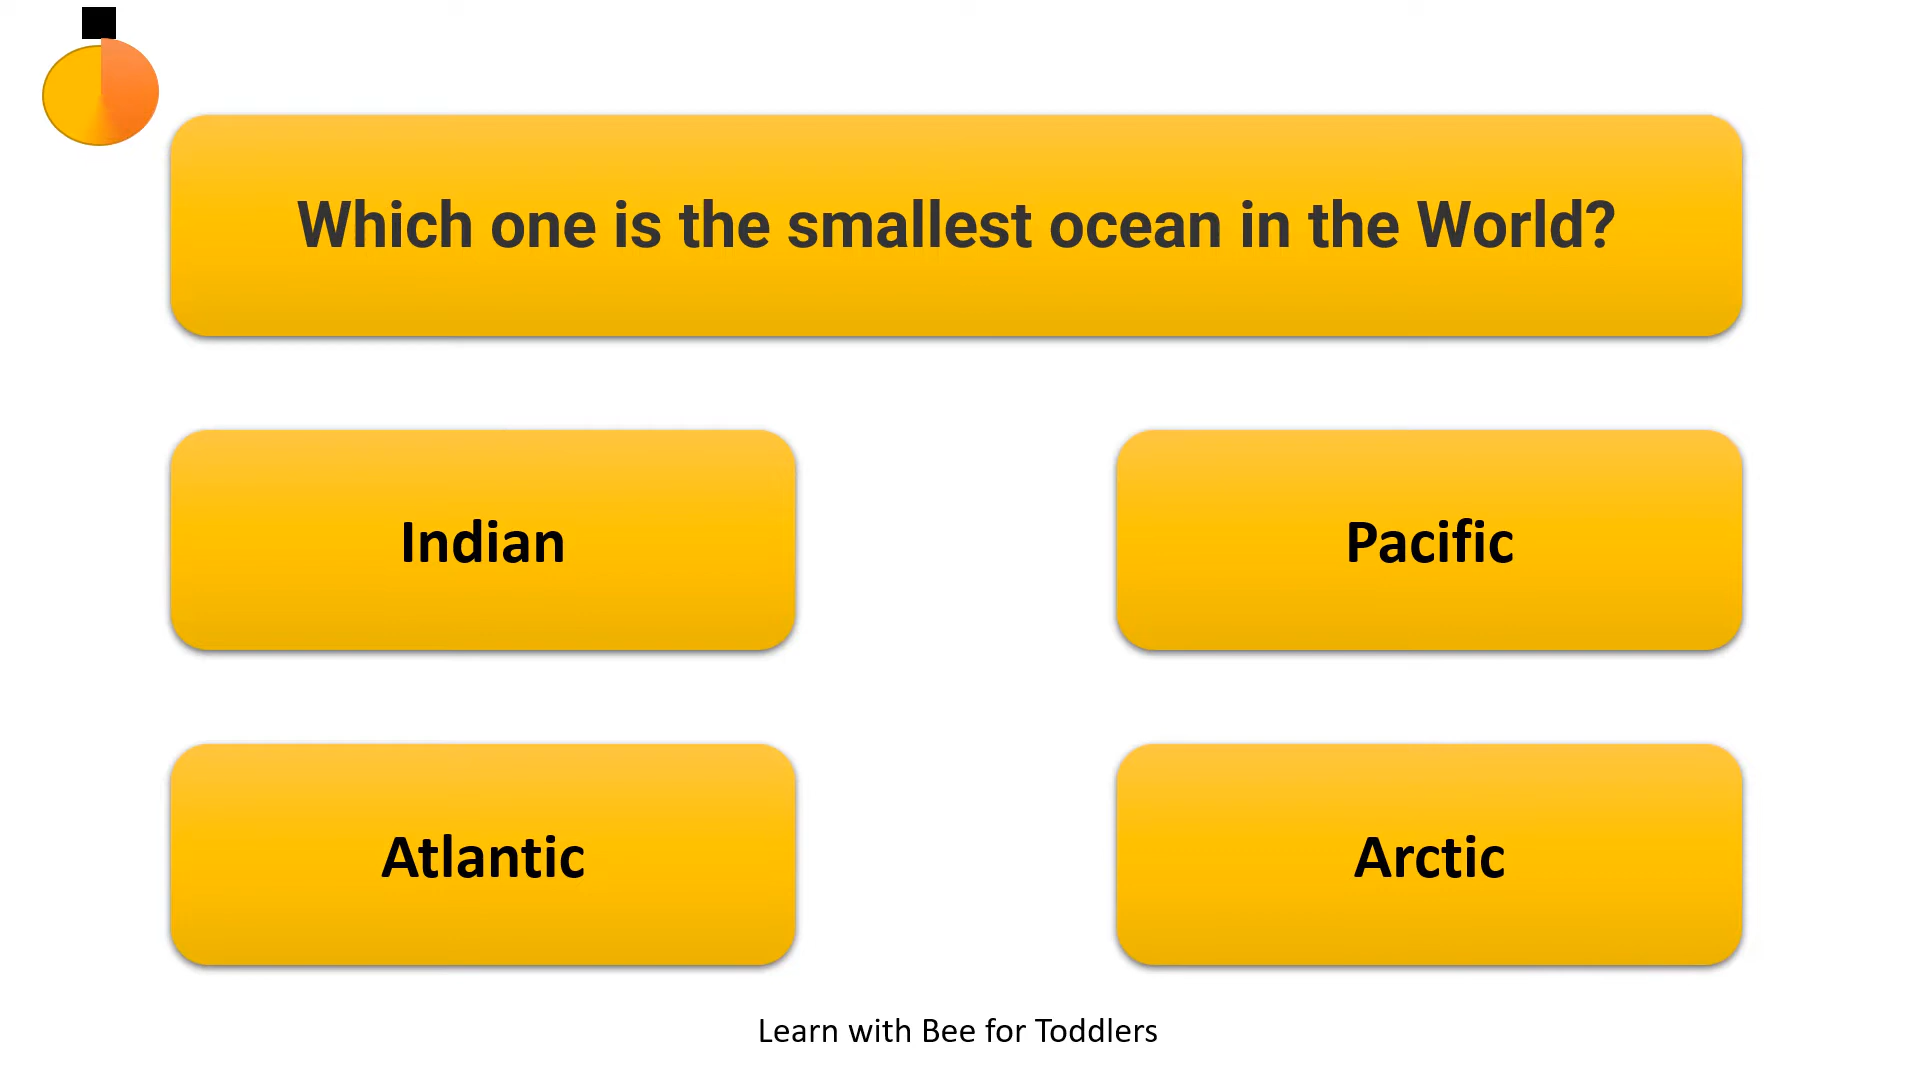 Which one is the smallest ocean in the World?
Indian
Pacific
Atlantic
Arctic
Learn with Bee for Toddlers